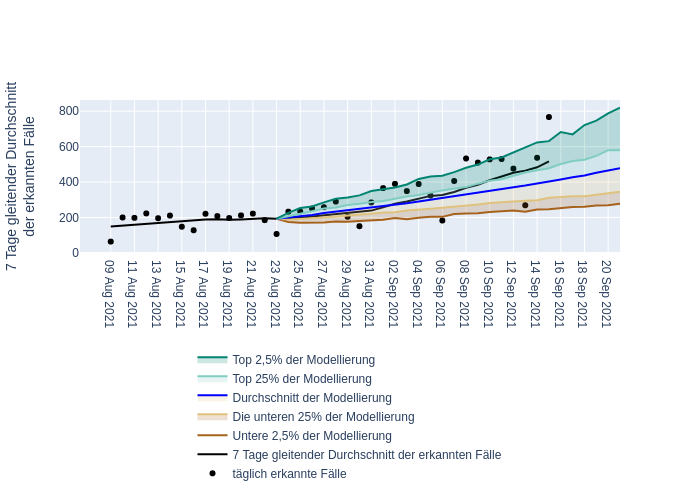 7 Tage gleitender Durchschnitt
der erkannten Fälle
800
600
400
200
0
09 Aug 2021
11 Aug 2021
13 Aug 2021
15 Aug 2021
17 Aug 2021
19 Aug 2021
21 Aug 2021
23 Aug 2021
25 Aug 2021
27 Aug 2021
29 Aug 2021
31 Aug 2021
02 Sep 2021
04 Sep 2021
06 Sep 2021
08 Sep 2021
10 Sep 2021
12 Sep 2021
14 Sep 2021
16 Sep 2021
18 Sep 2021
20 Sep 2021
Top 2,5% der Modellierung
Top 25% der Modellierung
Durchschnitt der Modellierung
Die unteren 25% der Modellierung
Untere 2,5% der Modellierung
7 Tage gleitender Durchschnitt der erkannten Fälle
täglich erkannte Fälle